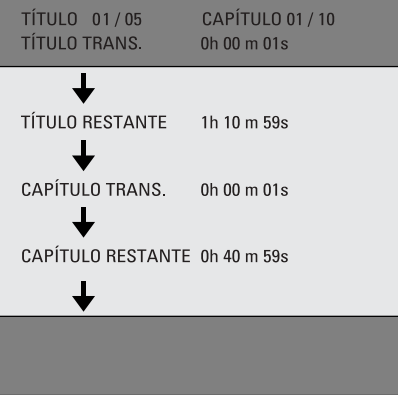 TÍTULO 01 / 05 CAPÍTULO 01 / 10
TÍTULO TRANS. 0h 00 m 01s
TÍTULO RESTANTE 1h 10 m 59s
CAPÍTULO TRANS. 0h 00 m 01s
CAPÍTULO RESTANTE 0h 40 m 59s